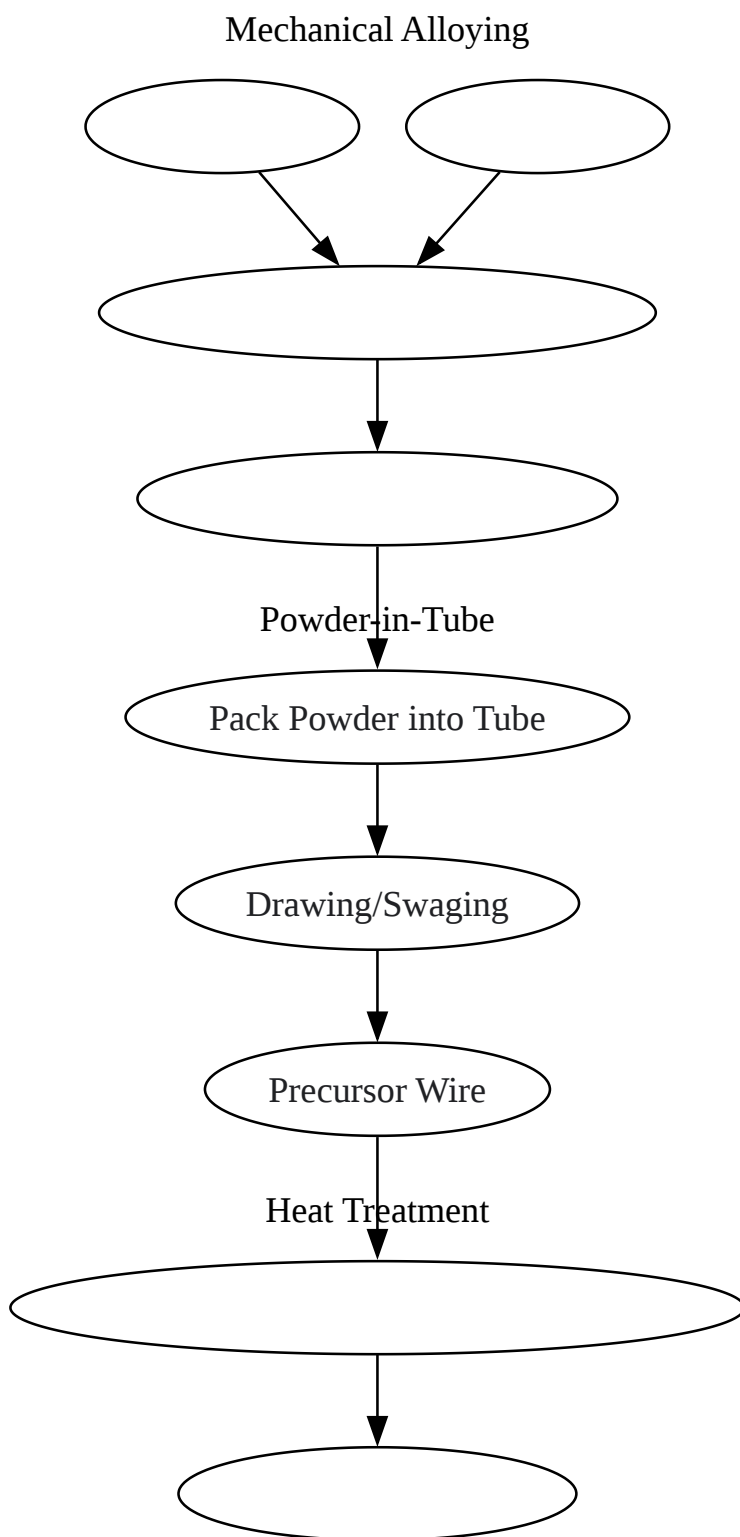 Mechanical Alloying
Powder-in-Tube
Pack Powder into Tube
Drawing/Swaging
Precursor Wire
Heat Treatment